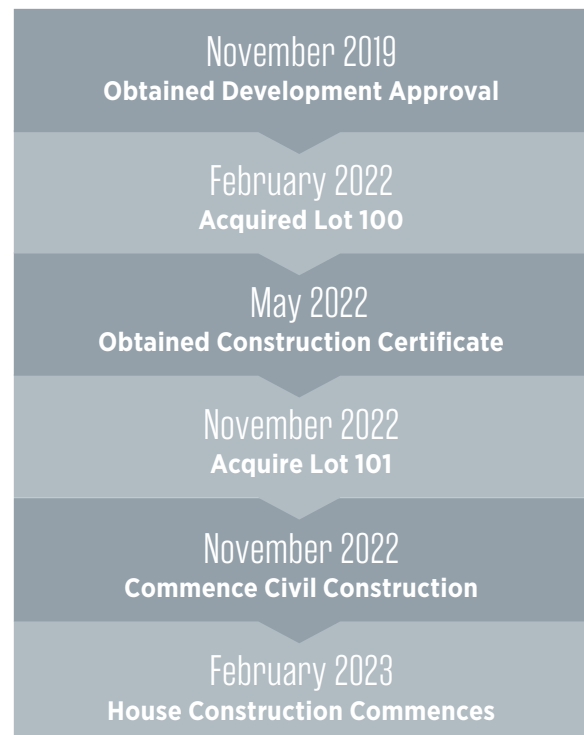 November 2019
Obtained Development Approval
February 2022
Acquired Lot 100
May 2022
Obtained Construction Certificate
November 2022
Acquire Lot 101
November 2022
Commence Civil Construction
February 2023
House Construction Commences